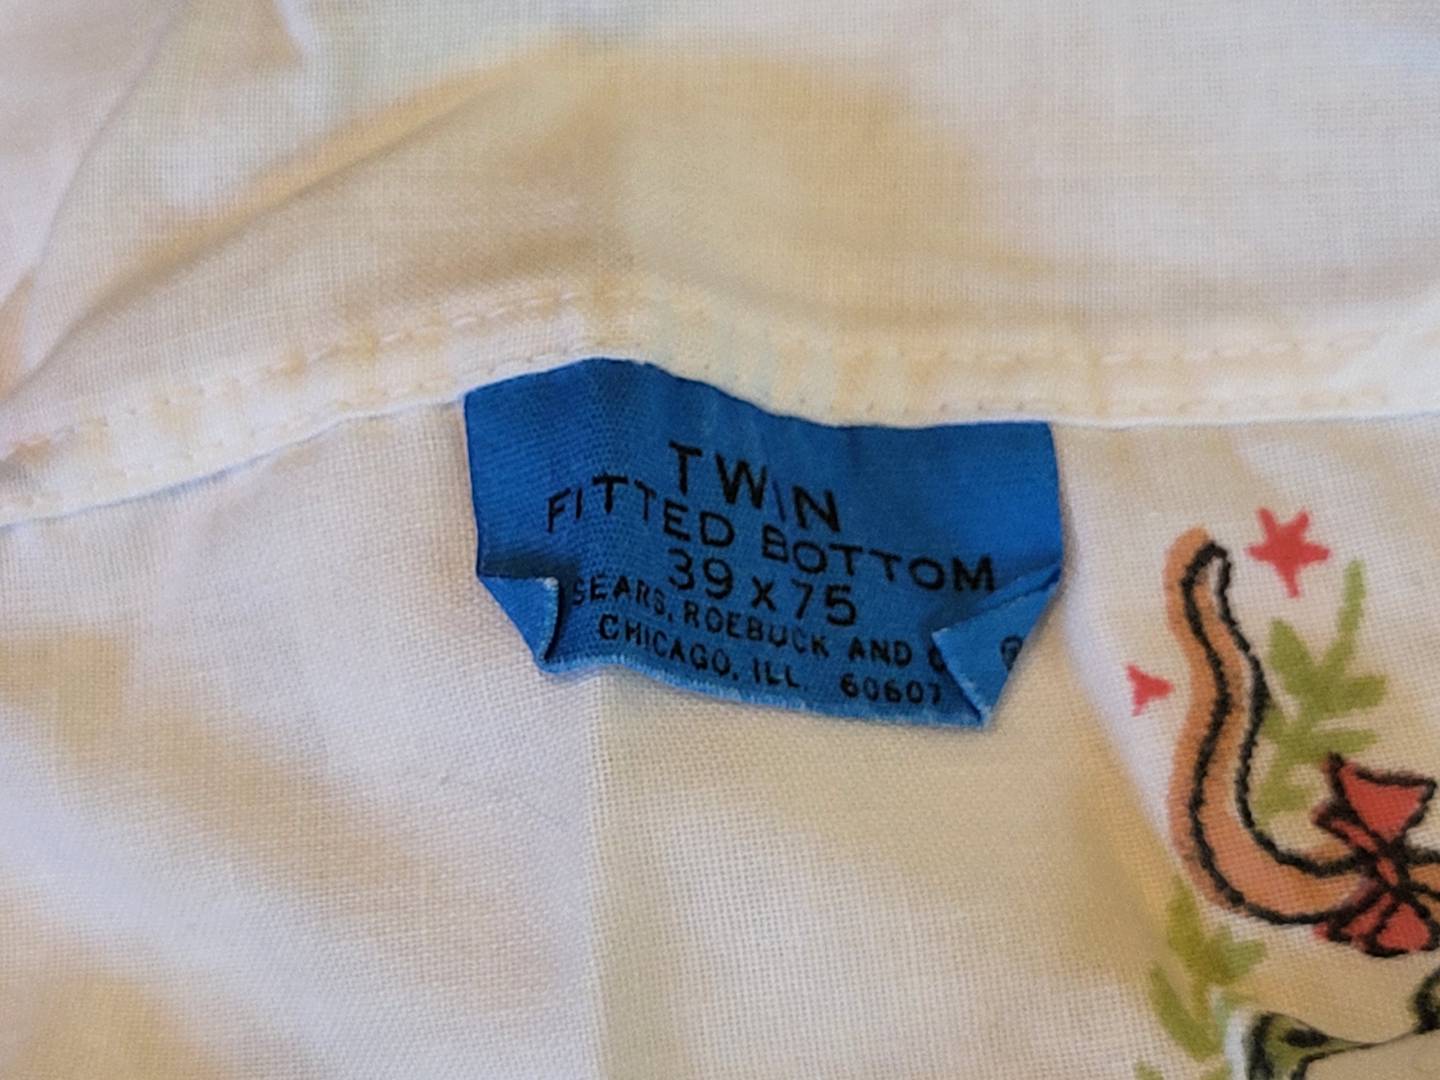 TWIN
FITTED BOTTOM
39 X 75
SEARS, ROEBUCK AND
CHICAGO, ILL. 60607